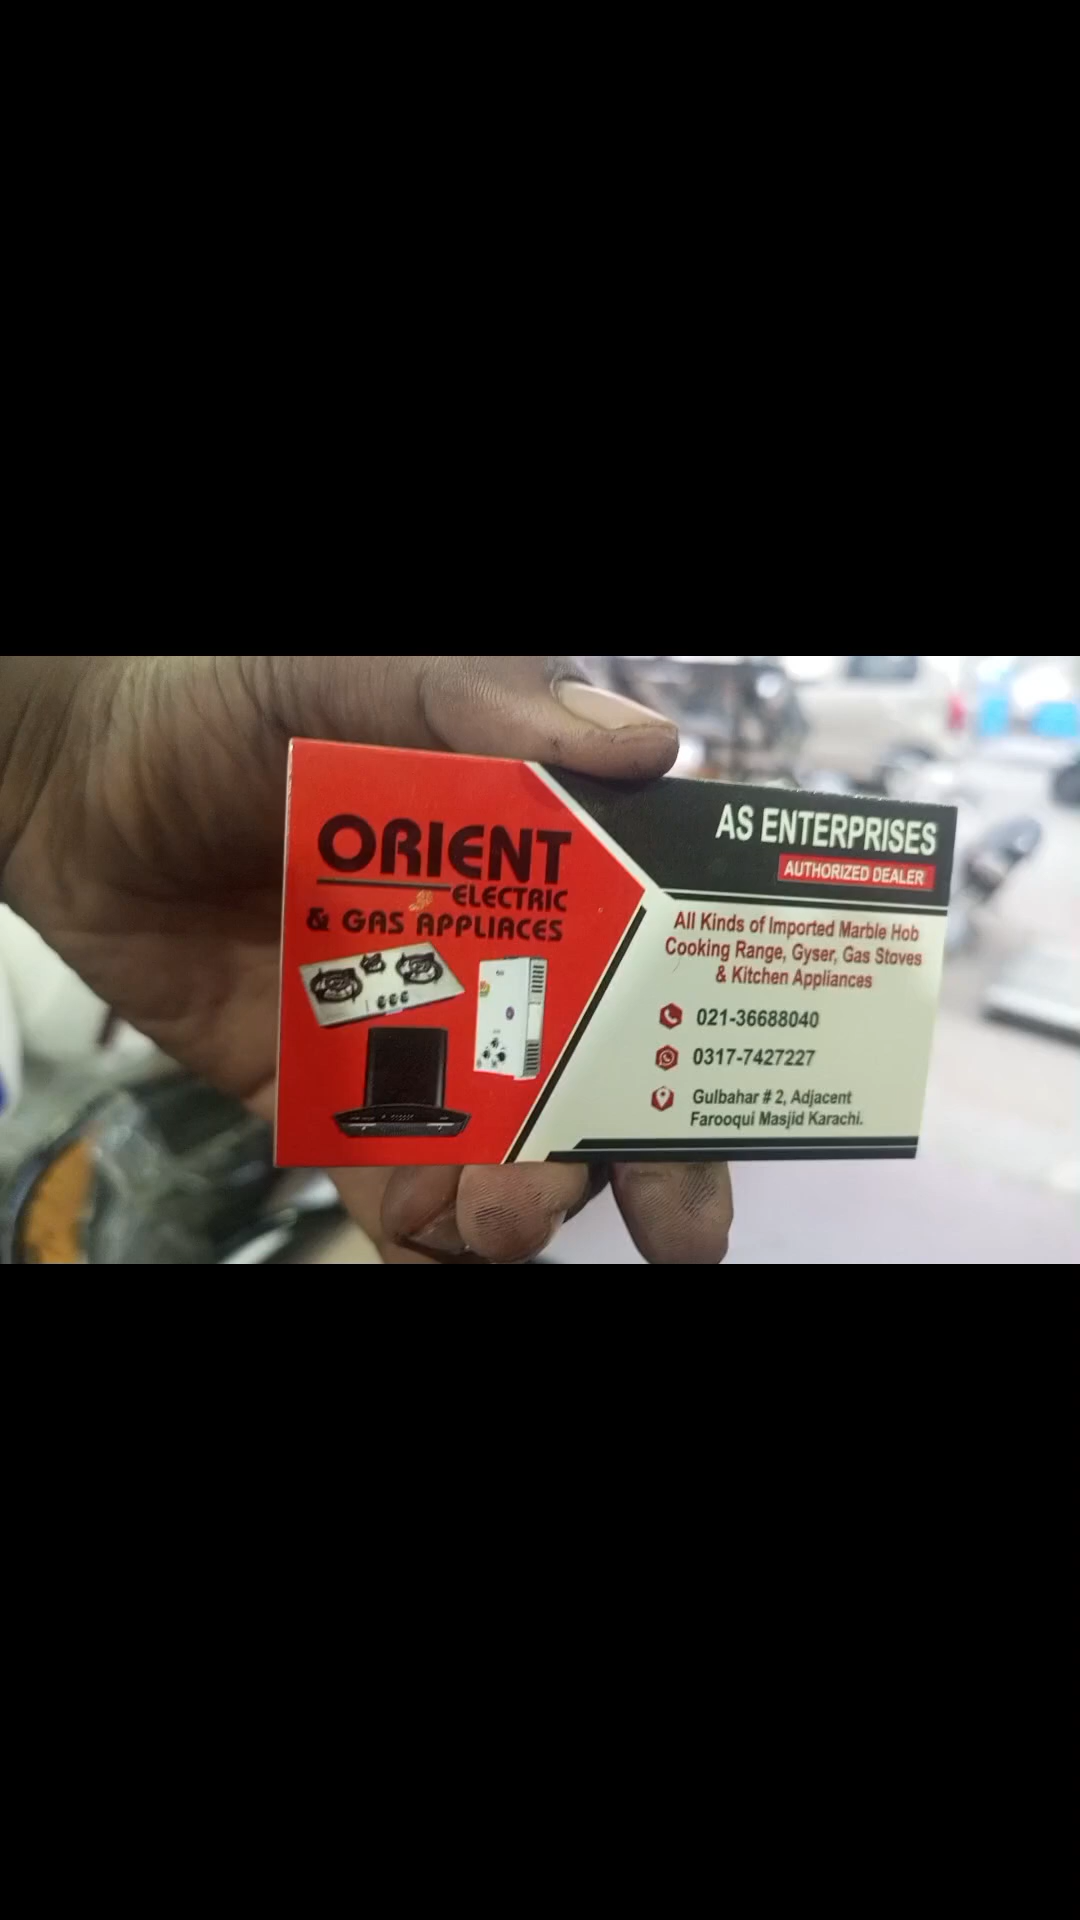 ORIENT
ELECTRIC
& GAS APPLIACES
AS ENTERPRISES
AUTHORIZED DEALER
All Kinds of Imported Marble Hob
Cooking Range, Gyser, Gas Stoves
& Kitchen Appliances
021-36688040
0317-7427227
Gulbahar # 2, Adjacent
Farooqui Masjid Karachi.